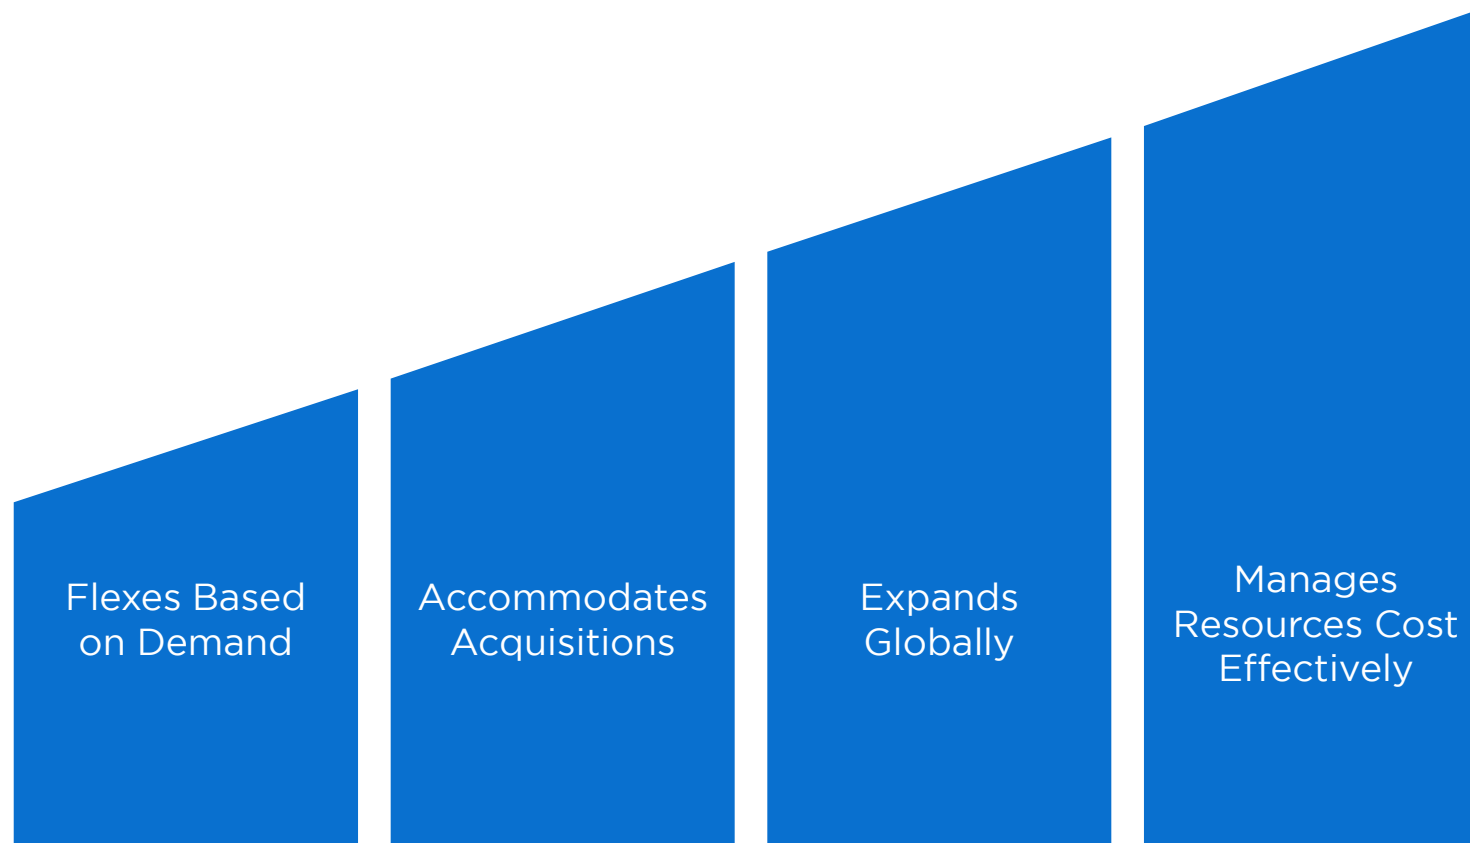 Flexes Based
on Demand
Accommodates
Acquisitions
Expands
Globally
Manages
Resources Cost
Effectively